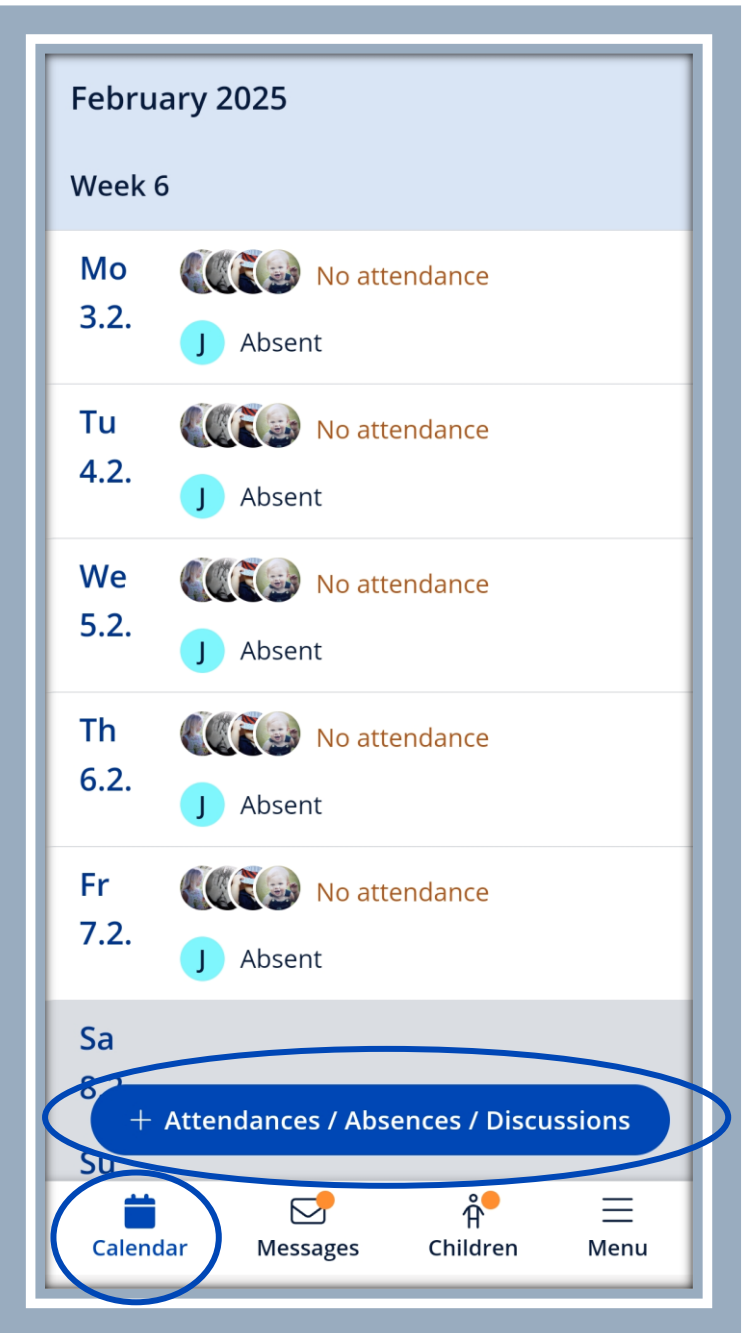 February 2025
Week 6
Mo
No attendance
3.2.
J Absent
Tu
No attendance
4.2.
J Absent
We
No attendance
5.2.
J Absent
Th
No attendance
6.2.
J Absent
Fr
No attendance
7.2.
J Absent
Sa
+ Attendances / Absences / Discussions
Su
Calendar Messages Children Menu